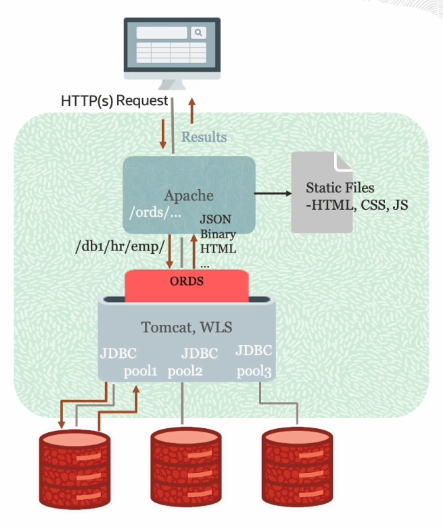 HTTP(s) Request
Results
Apache
/ords/...
Static Files
-HTML, CSS, JS
JSON
Binary
HTML
...
/db1/hr/emp/
ORDS
Tomcat, WLS
JDBC
pool1
JDBC
pool2
JDBC
pool3